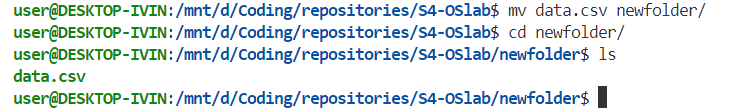 user@DESKTOP-IVIN:/mnt/d/Coding/repositories/S4-OSlab$ mv data.csv newfolder/
user@DESKTOP-IVIN:/mnt/d/Coding/repositories/S4-OSlab$ cd newfolder/
user@DESKTOP-IVIN:/mnt/d/Coding/repositories/S4-OSlab/newfolder$ ls
data.csv
user@DESKTOP-IVIN:/mnt/d/Coding/repositories/S4-OSlab/newfolder$